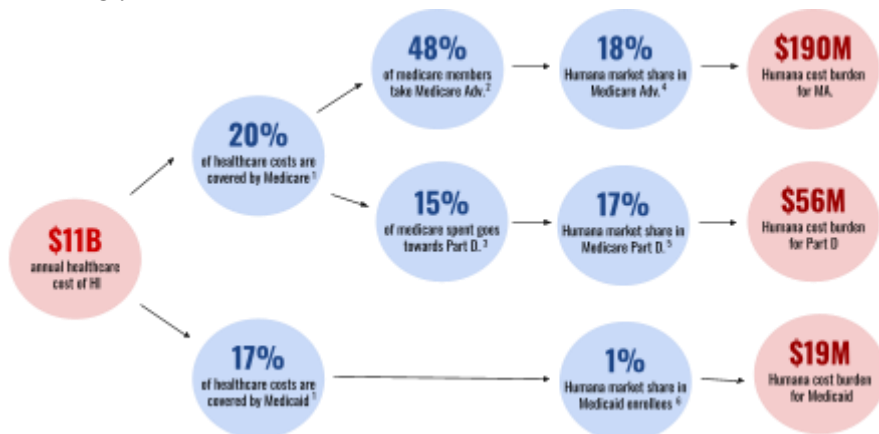 48%
of medicare members
take Medicare Adv.²
18%
Humana market share in
Medicare Adv.⁴
$190M
Humana cost burden
for MA.
20%
of healthcare costs are
covered by Medicare ¹
15%
of medicare spent goes
towards Part D. ³
17%
Humana market share in
Medicare Part D. ⁵
$56M
Humana cost burden
for Part D
$11B
annual healthcare
cost of HI
17%
of healthcare costs are
covered by Medicaid ¹
1%
Humana market share in
Medicaid enrollees ⁶
$19M
Humana cost burden
for Medicaid